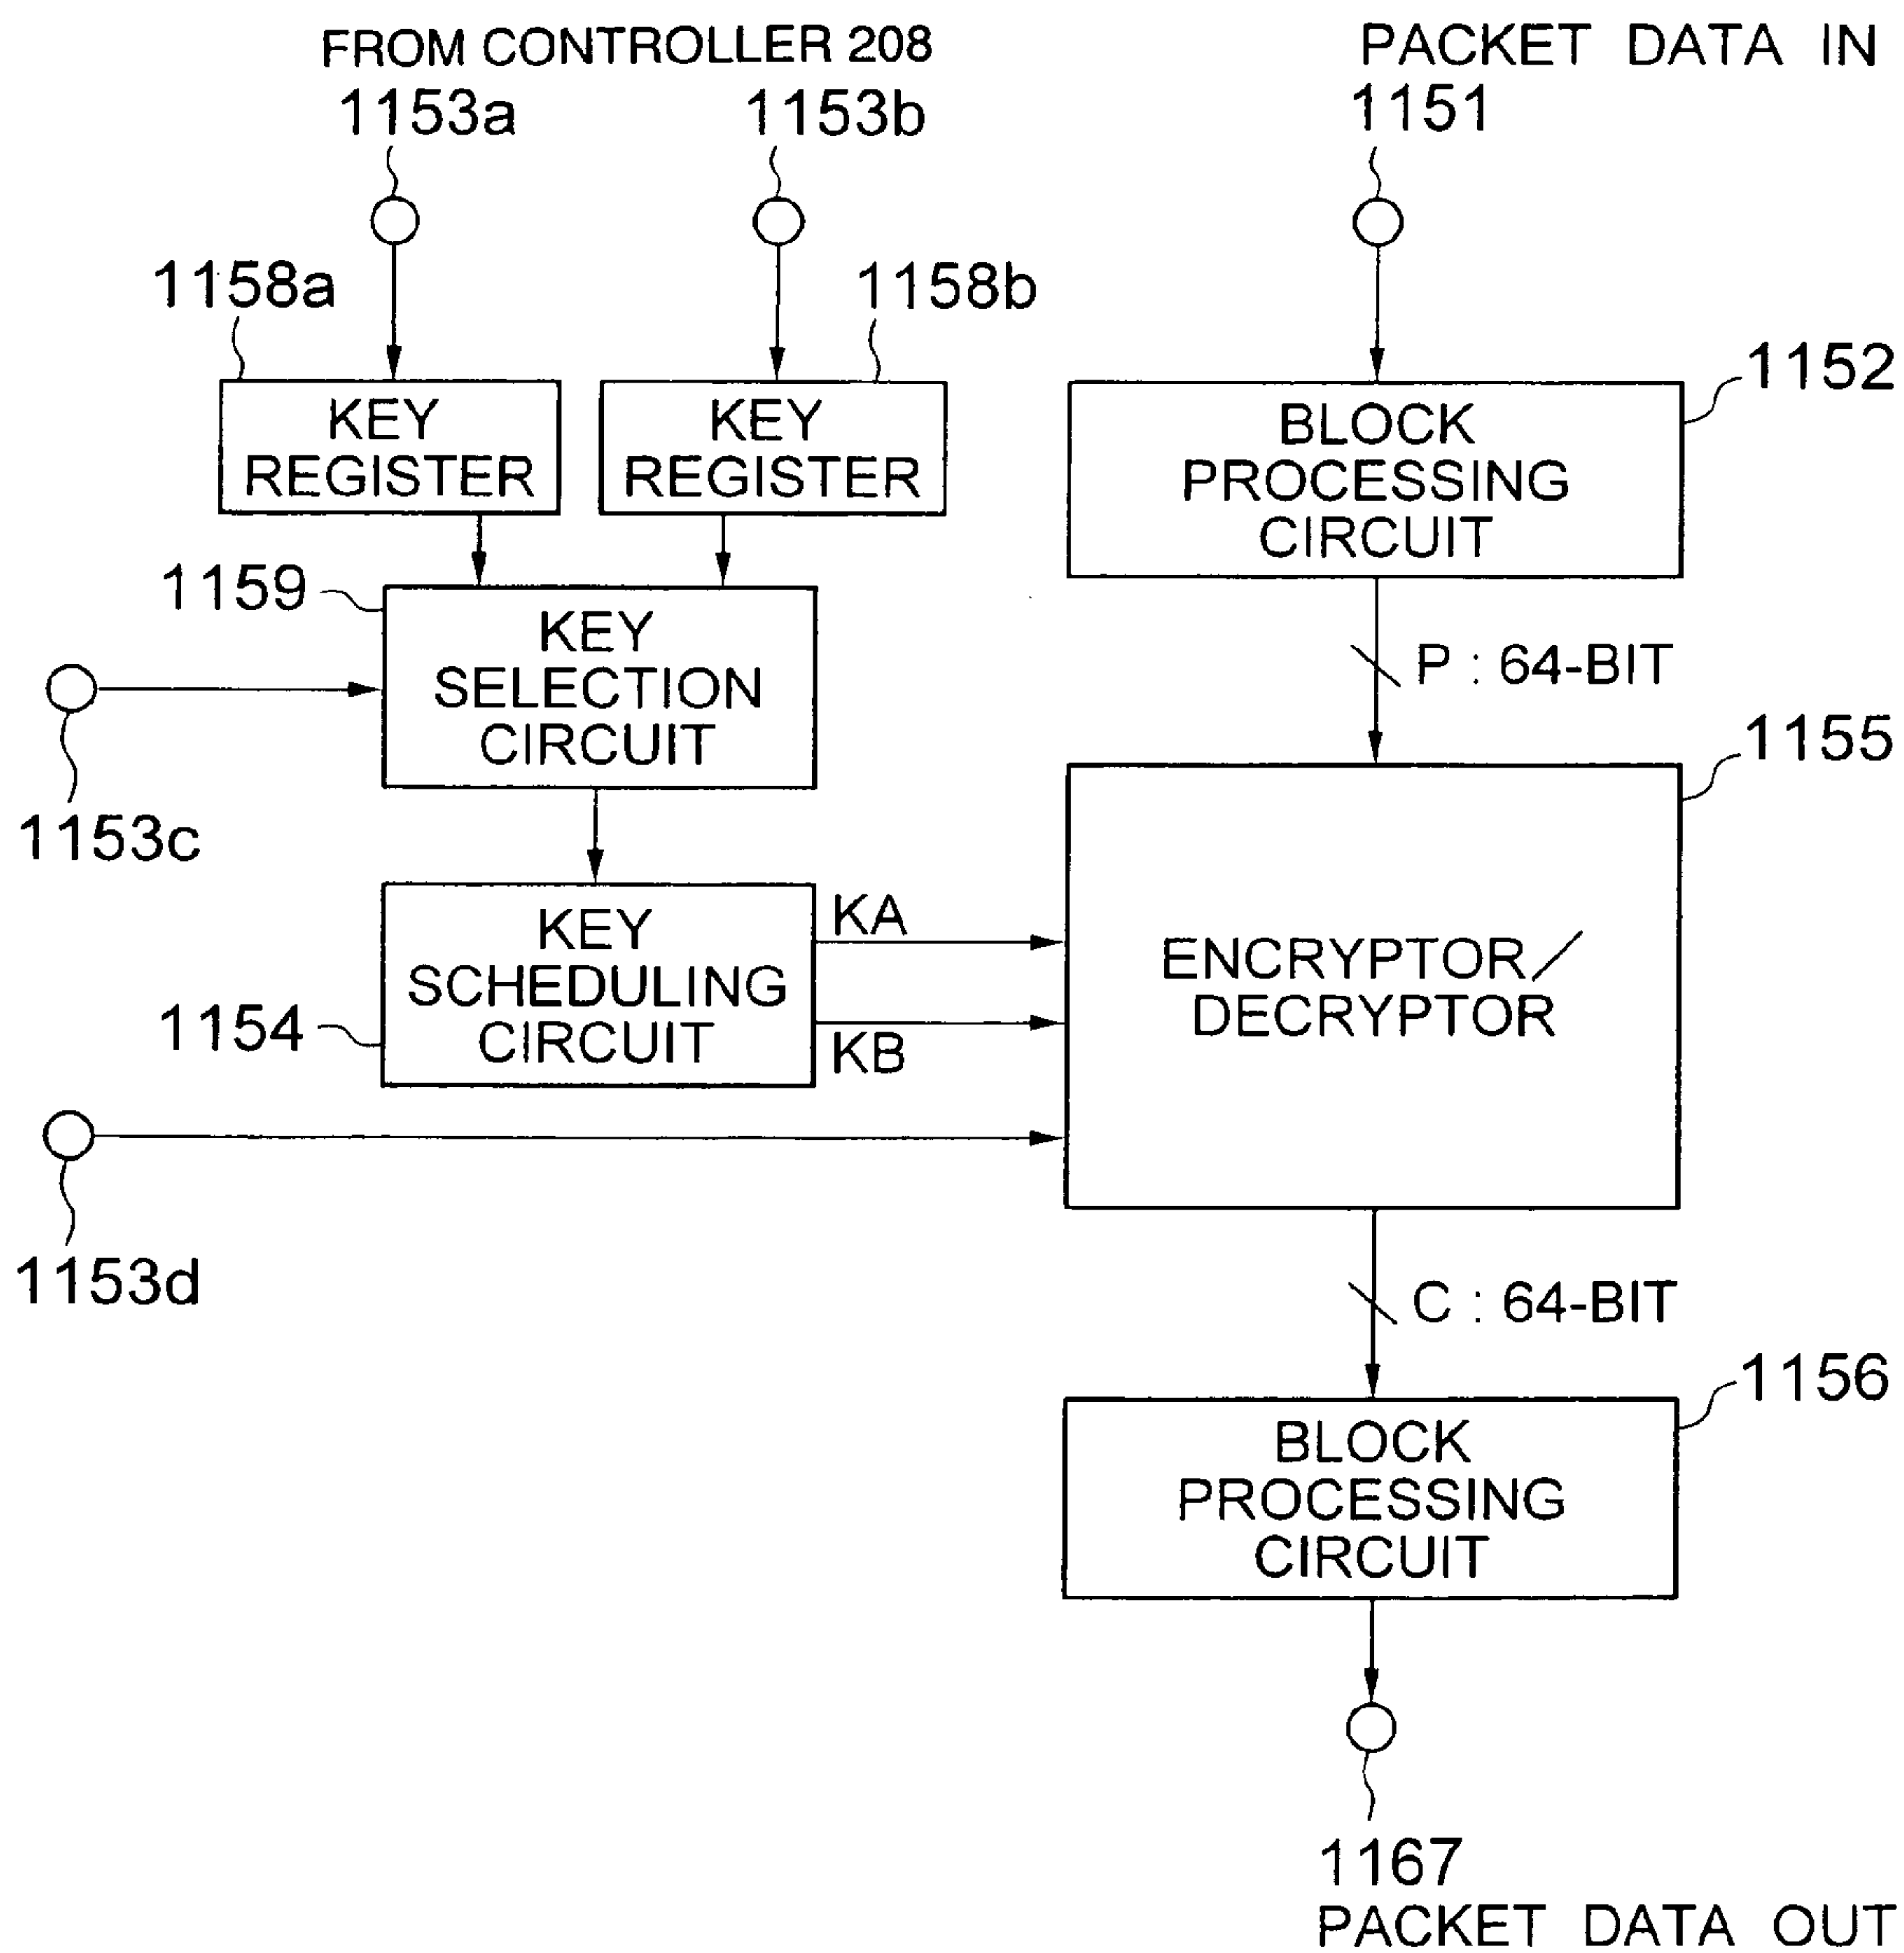 FROM CONTROLLER 208
1153a
1153b
PACKET DATA IN
1151
1158a
1158b
KEY
REGISTER
KEY
REGISTER
1152
BLOCK
PROCESSING
CIRCUIT
1159
KEY
SELECTION
CIRCUIT
P : 64-BIT
1153c
1155
KEY
SCHEDULING
CIRCUIT
KA
KB
1154
ENCRYPTOR/
DECRYPTOR
1153d
C : 64-BIT
1156
BLOCK
PROCESSING
CIRCUIT
1167
PACKET DATA OUT